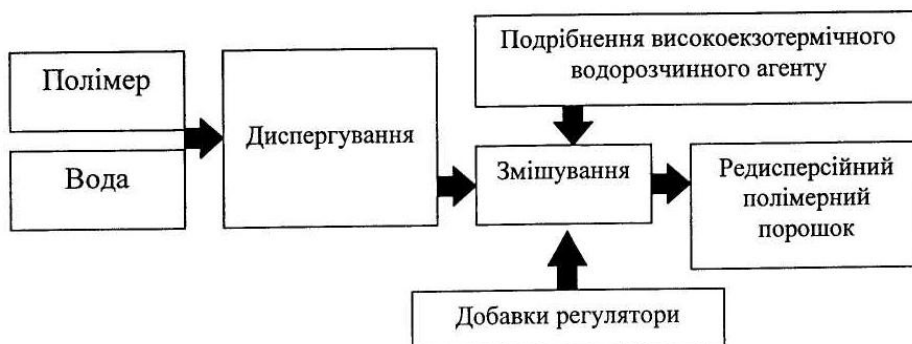 Полімер
Вода
Диспергування
Подрібнення високоекзотермічного
водорозчинного агенту
Змішування
Редисперсійний
полімерний
порошок
Добавки регулятори